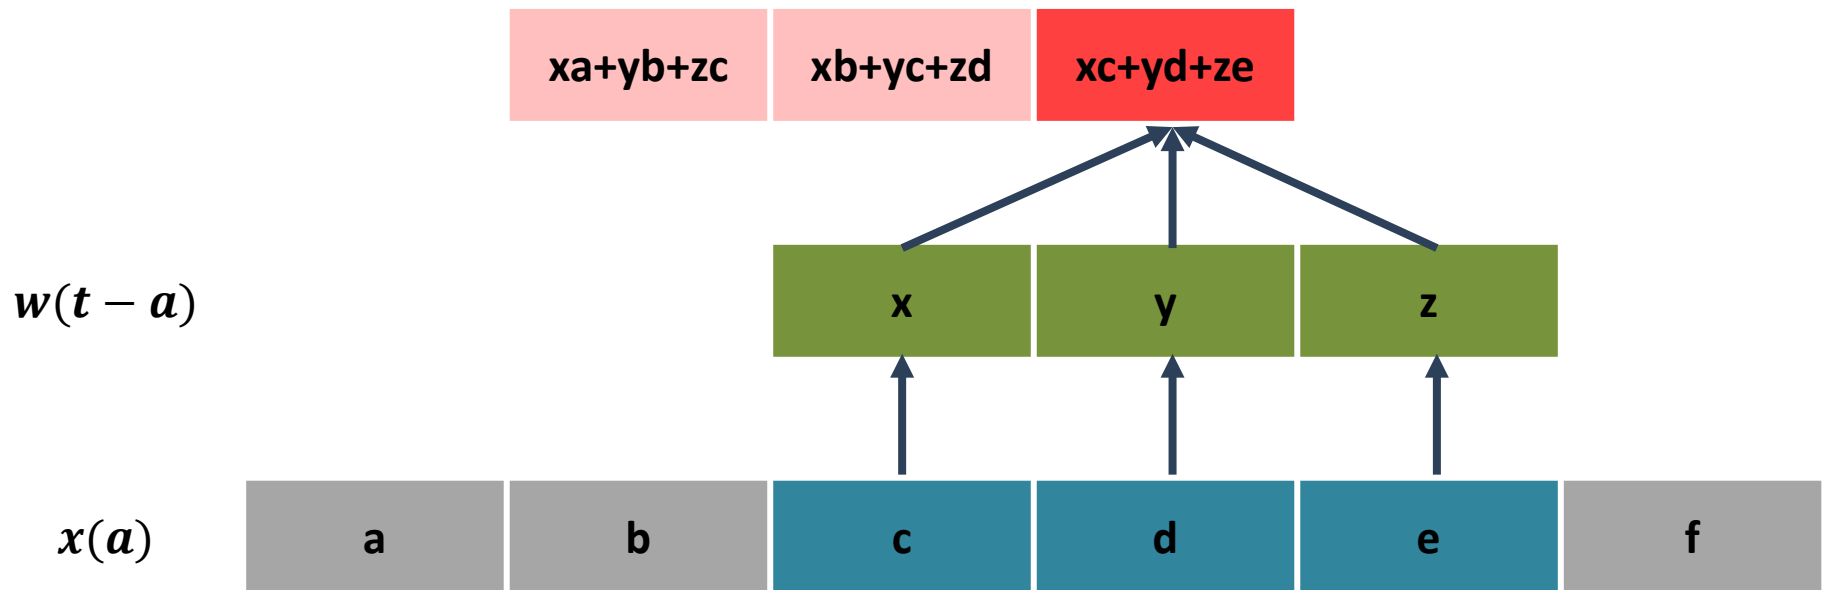 xa+yb+zc xb+yc+zd xc+yd+ze
w(t − a) x y z
x(a) a b c d e f